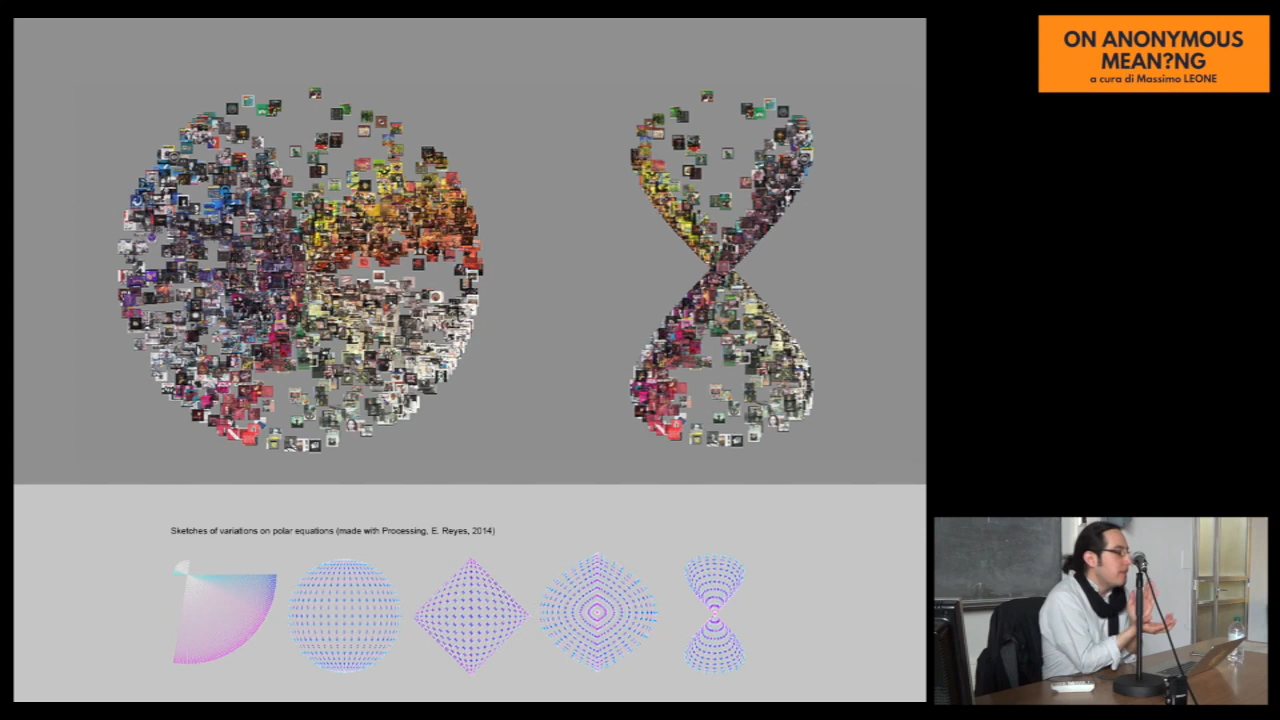 ON ANONYMOUS
MEAN?NG
a cura di Massimo LEONE
Sketches of variations on polar equations (made with Processing, E. Reyes, 2014)